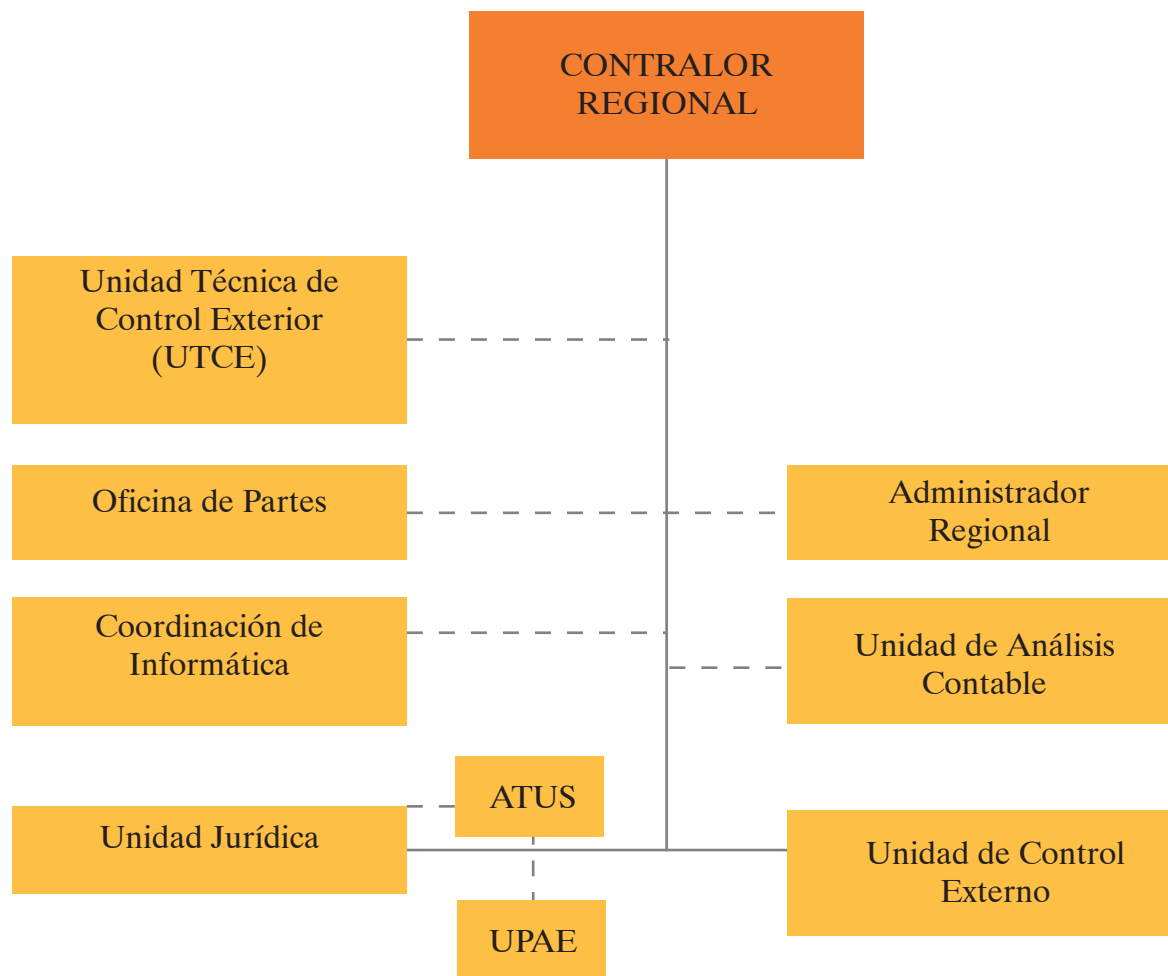 CONTRALOR
REGIONAL
Unidad Técnica de
Control Exterior
(UTCE)
Oficina de Partes
Administrador
Regional
Coordinación de
Informática
Unidad de Análisis
Contable
ATUS
Unidad Jurídica
Unidad de Control
Externo
UPAE